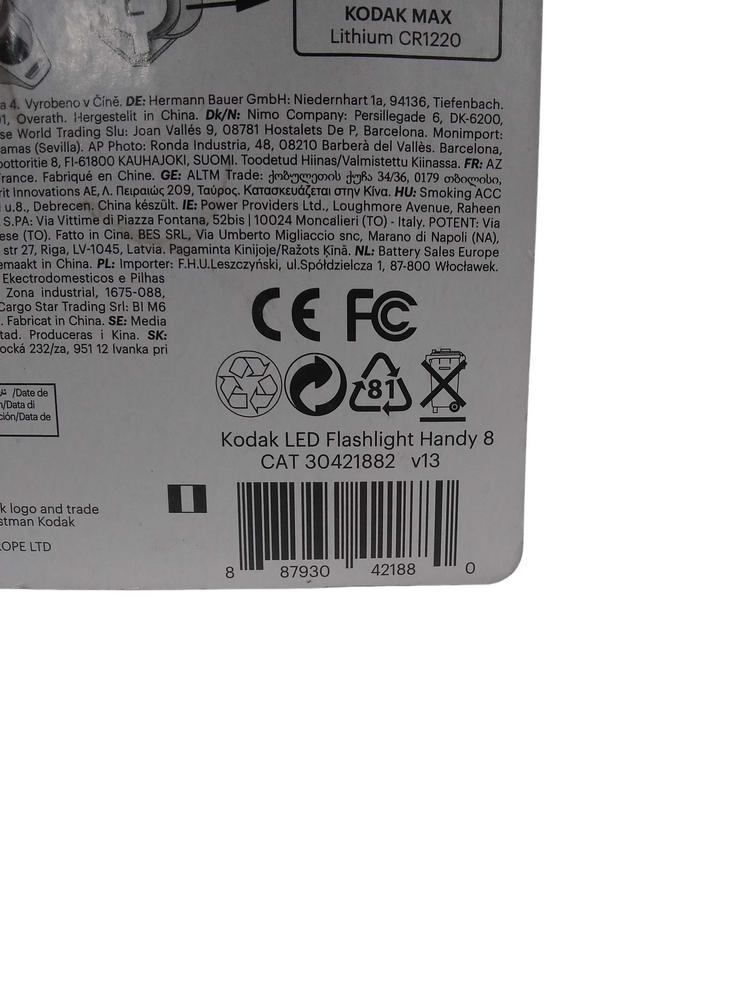 KODAK MAX
Lithium CR1220
a 4. Vyrobeno v Číně. DE: Hermann Bauer GmbH: Niedernhart 1a, 94136, Tiefenbach.
Overath. Hergestellt in China. Dk/N: Nimo Company: Persillegade 6, DK-6200,
se World Trading Slu: Joan Vallés 9, 08781 Hostalets De P, Barcelona. Monimport:
amas (Sevilla). AP Photo: Ronda Industria, 48, 08210 Barberà del Vallès. Barcelona,
oottoritie 8, FI-61800 KAUHAJOKI, SUOMI. Toodetud Hiinas/Valmistettu Kiinassa. FR: AZ
rance. Fabriqué en Chine. GE: ALTM Trade: ქობულეთის ქუჩა 34/36, 0179 თბილისი,
rit Innovations AE, Λ. Πειραιώς 209, Ταύρος. Κατασκευάζεται στην Κίνα. HU: Smoking ACC
u.8., Debrecen. China készült. IE: Power Providers Ltd., Loughmore Avenue, Raheen
S.P.A: Via Vittime di Piazza Fontana, 52bis | 10024 Moncalieri (TO) - Italy. POTENT: Via
ese (TO). Fatto in Cina. BES SRL, Via Umberto Migliaccio snc, Marano di Napoli (NA),
str 27, Riga, LV-1045, Latvia. Pagaminta Kinijoje/Ražots Ķīnā. NL: Battery Sales Europe
emaakt in China. PL: Importer: F.H.U.Leszczyński, ul.Spółdzielcza 1, 87-800 Włocławek.
Ekectrodomesticos e Pilhas
Zona industrial, 1675-088,
Cargo Star Trading Srl: Bl M6
. Fabricat in China. SE: Media
tad. Produceras i Kina. SK:
ocká 232/za, 951 12 Ivanka pri
/Date de
n/Data di
ción/Data de
CE FC
81
Kodak LED Flashlight Handy 8
CAT 30421882 v13
k logo and trade
stman Kodak
OPE LTD
8 87930 42188 0